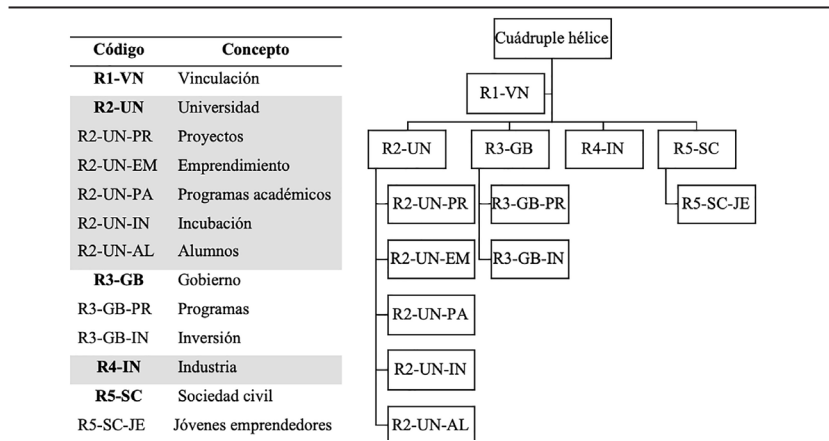 Código Concepto
R1-VN Vinculación
R2-UN Universidad
R2-UN-PR Proyectos
R2-UN-EM Emprendimiento
R2-UN-PA Programas académicos
R2-UN-IN Incubación
R2-UN-AL Alumnos
R3-GB Gobierno
R3-GB-PR Programas
R3-GB-IN Inversión
R4-IN Industria
R5-SC Sociedad civil
R5-SC-JE Jóvenes emprendedores
Cuádruple hélice
R1-VN
R2-UN R3-GB R4-IN R5-SC
R2-UN-PR R3-GB-PR R5-SC-JE
R2-UN-EM R3-GB-IN
R2-UN-PA
R2-UN-IN
R2-UN-AL